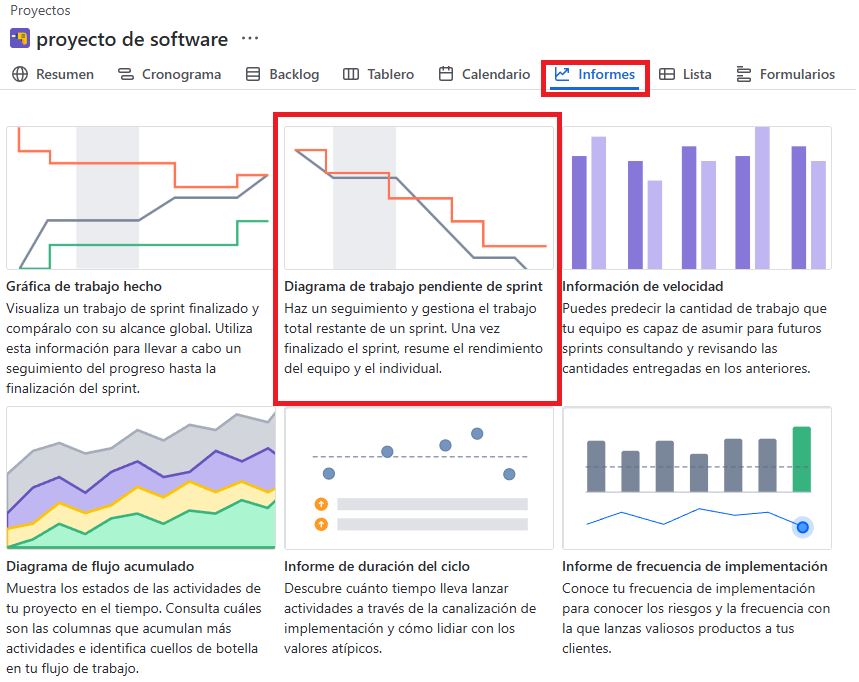 Proyectos
proyecto de software ...
Resumen Cronograma Backlog Tablero Calendario Informes Lista Formularios
Gráfica de trabajo hecho
Visualiza un trabajo de sprint finalizado y
compáralo con su alcance global. Utiliza
esta información para llevar a cabo un
seguimiento del progreso hasta la
finalización del sprint.
Diagrama de trabajo pendiente de sprint
Haz un seguimiento y gestiona el trabajo
total restante de un sprint. Una vez
finalizado el sprint, resume el rendimiento
del equipo y el individual.
Información de velocidad
Puedes predecir la cantidad de trabajo que
tu equipo es capaz de asumir para futuros
sprints consultando y revisando las
cantidades entregadas en los anteriores.
Diagrama de flujo acumulado
Muestra los estados de las actividades de
tu proyecto en el tiempo. Consulta cuáles
son las columnas que acumulan más
actividades e identifica cuellos de botella
en tu flujo de trabajo.
Informe de duración del ciclo
Descubre cuánto tiempo lleva lanzar
actividades a través de la canalización de
implementación y cómo lidiar con los
valores atípicos.
Informe de frecuencia de implementación
Conoce tu frecuencia de implementación
para conocer los riesgos y la frecuencia con
la que lanzas valiosos productos a tus
clientes.